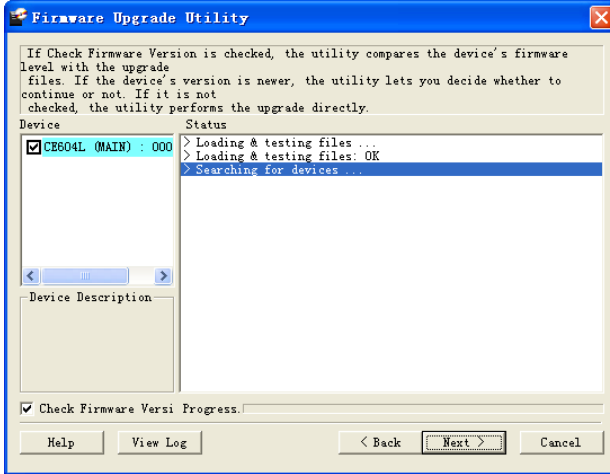 Firmware Upgrade Utility
If Check Firmware Version is checked, the utility compares the device's firmware
level with the upgrade
files. If the device's version is newer, the utility lets you decide whether to
continue or not. If it is not
checked, the utility performs the upgrade directly.
Device
Status
CE604L (MAIN) : 000
> Loading & testing files ...
> Loading & testing files: OK
> Searching for devices ...
Device Description
Check Firmware Versi
Progress.
Help
View Log
< Back
Next >
Cancel